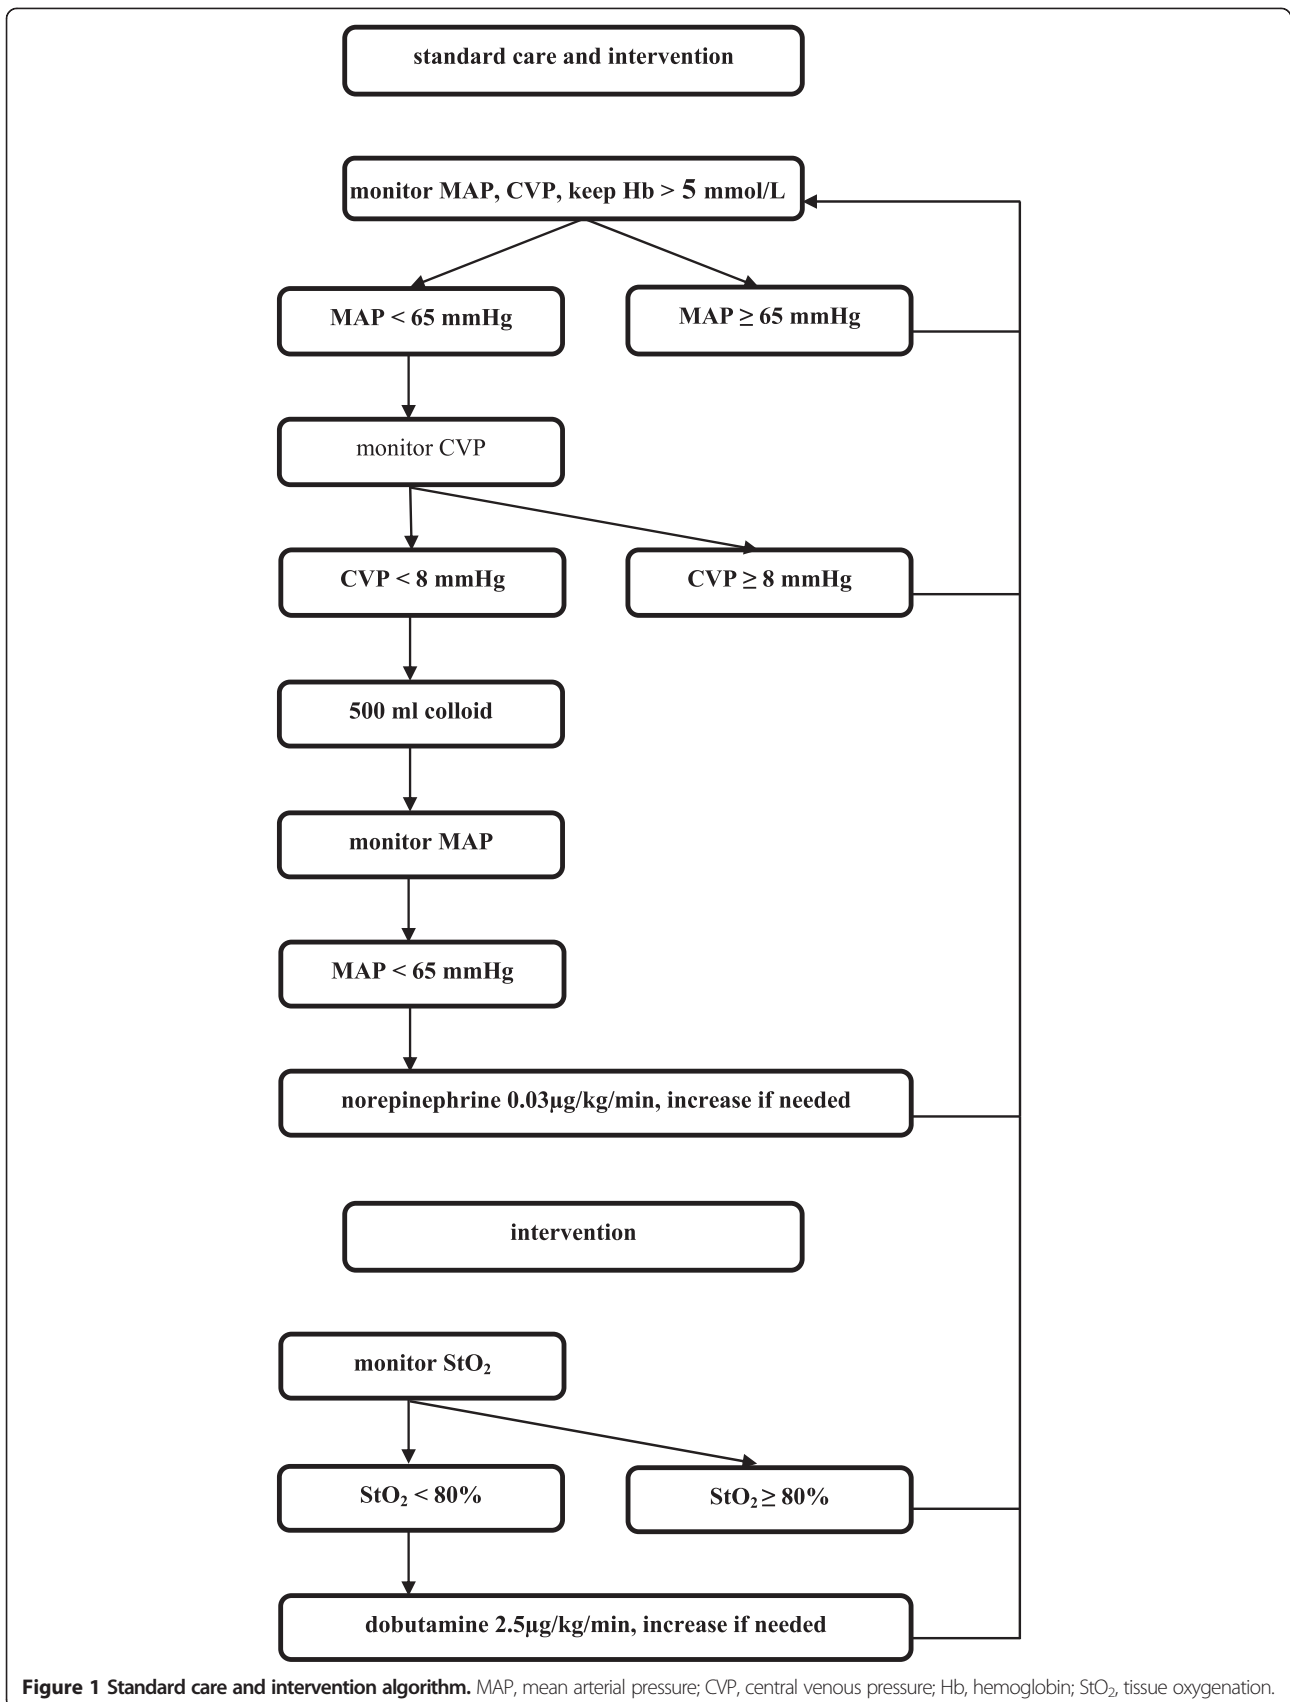 standard care and intervention
monitor MAP, CVP, keep Hb > 5 mmol/L
MAP < 65 mmHg
MAP ≥ 65 mmHg
monitor CVP
CVP < 8 mmHg
CVP ≥ 8 mmHg
500 ml colloid
monitor MAP
MAP < 65 mmHg
norepinephrine 0.03µg/kg/min, increase if needed
intervention
monitor StO₂
StO₂ < 80%
StO₂ ≥ 80%
dobutamine 2.5µg/kg/min, increase if needed
Figure 1 Standard care and intervention algorithm. MAP, mean arterial pressure; CVP, central venous pressure; Hb, hemoglobin; StO₂, tissue oxygenation.